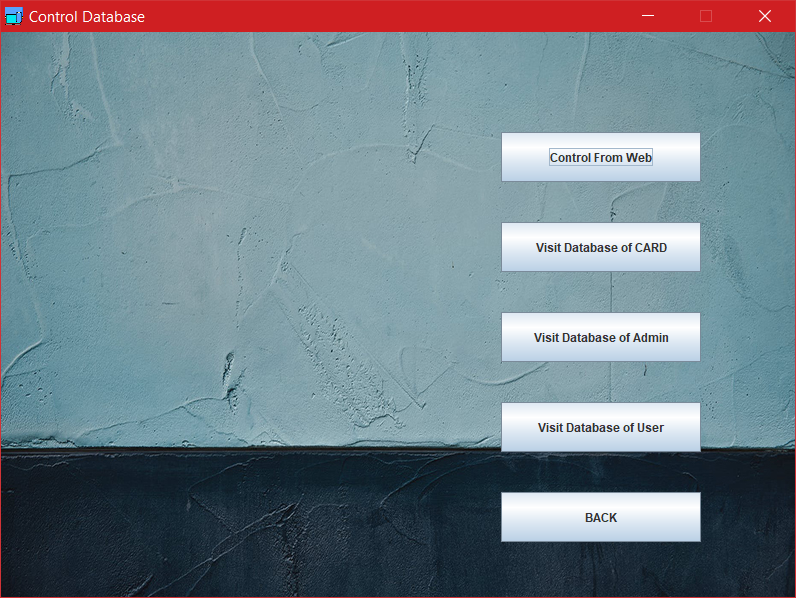 Control Database
Control From Web
Visit Database of CARD
Visit Database of Admin
Visit Database of User
BACK